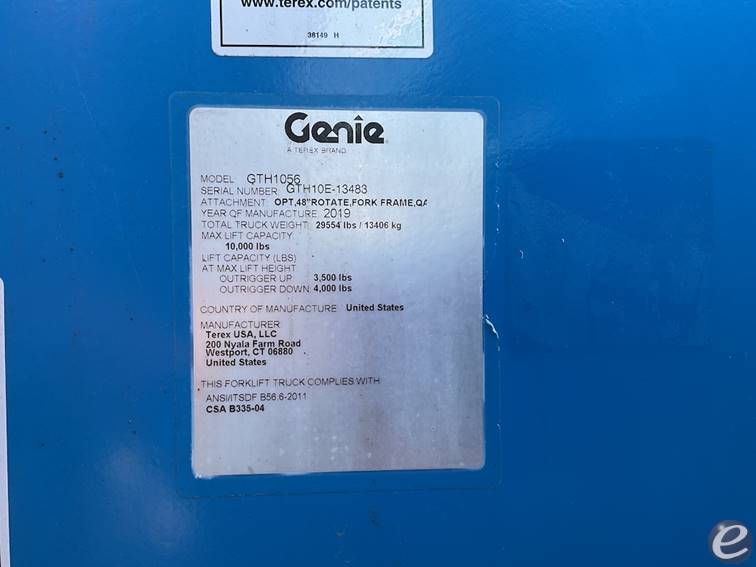 www.terex.com/patents
38149 H
Genie
A TEREX BRAND
MODEL GTH1056
SERIAL NUMBER GTH10E-13483
ATTACHMENT OPT,48"ROTATE,FORK FRAME,QA
YEAR OF MANUFACTURE 2019
TOTAL TRUCK WEIGHT 29554 lbs / 13406 kg
MAX LIFT CAPACITY
10,000 lbs
LIFT CAPACITY (LBS)
AT MAX LIFT HEIGHT
OUTRIGGER UP 3,500 lbs
OUTRIGGER DOWN 4,000 lbs
COUNTRY OF MANUFACTURE United States
MANUFACTURER
Terex USA, LLC
200 Nyala Farm Road
Westport, CT 06880
United States
THIS FORKLIFT TRUCK COMPLIES WITH
ANSI/ITSDF B56.6-2011
CSA B335-04
e